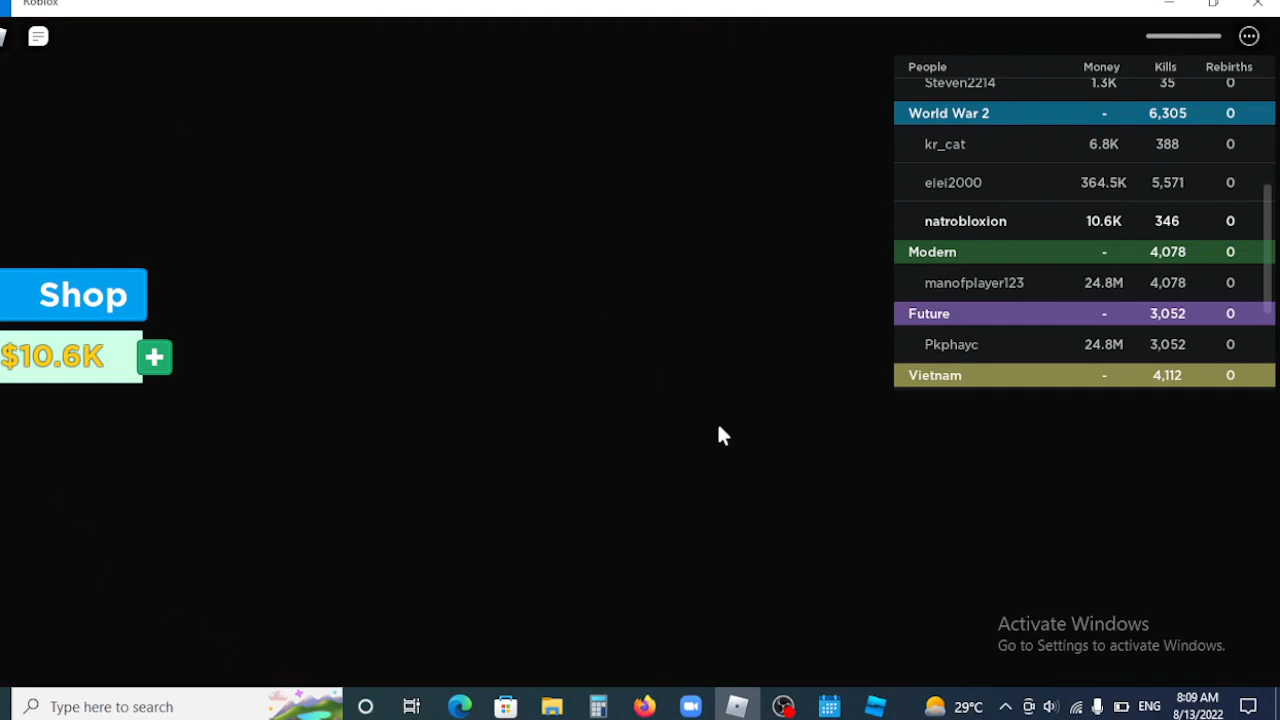 Roblox
People Money Kills Rebirths
Steven2214 1.3K 35 0
World War 2 - 6,305 0
kr_cat 6.8K 388 0
eiei2000 364.5K 5,571 0
natrobloxion 10.6K 346 0
Modern - 4,078 0
manofplayer123 24.8M 4,078 0
Future - 3,052 0
Pkphayc 24.8M 3,052 0
Vietnam - 4,112 0
Shop
$10.6K +
Activate Windows
Go to Settings to activate Windows.
Type here to search
29°C
ENG
8:09 AM
8/13/2022